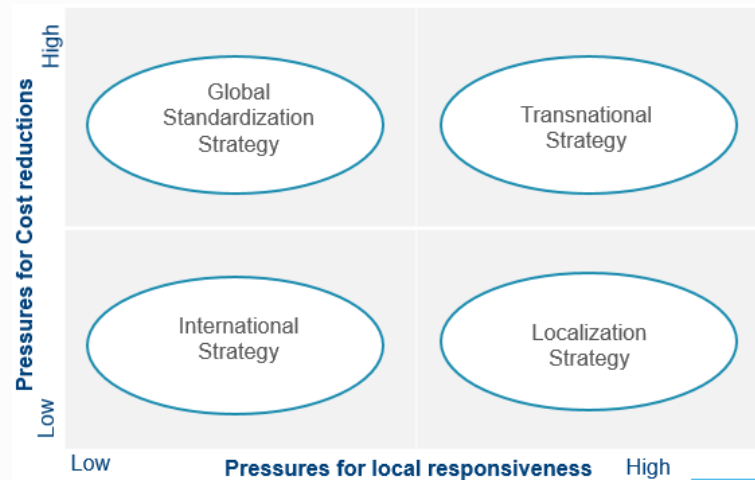 High
Pressures for Cost reductions
Global
Standardization
Strategy
Transnational
Strategy
International
Strategy
Localization
Strategy
Low
Low
Pressures for local responsiveness
High